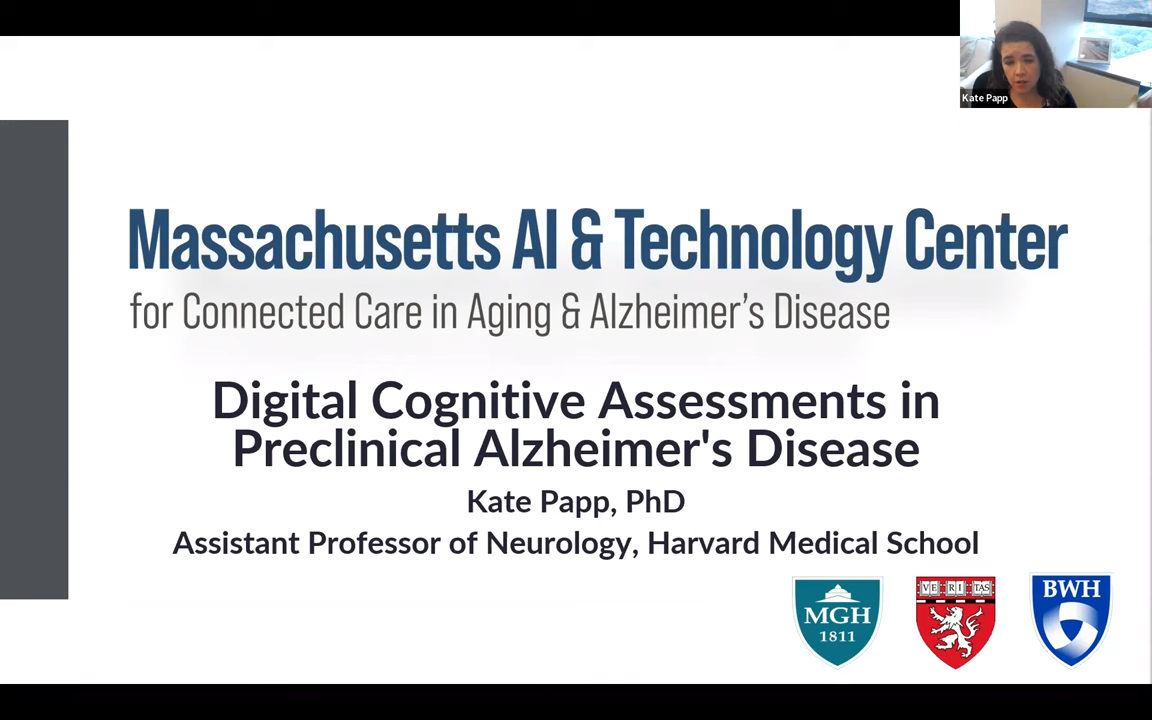 Kate Papp
Massachusetts AI & Technology Center
for Connected Care in Aging & Alzheimer's Disease
Digital Cognitive Assessments in
Preclinical Alzheimer's Disease
Kate Papp, PhD
Assistant Professor of Neurology, Harvard Medical School
MGH
1811
VE RI TAS
BWH